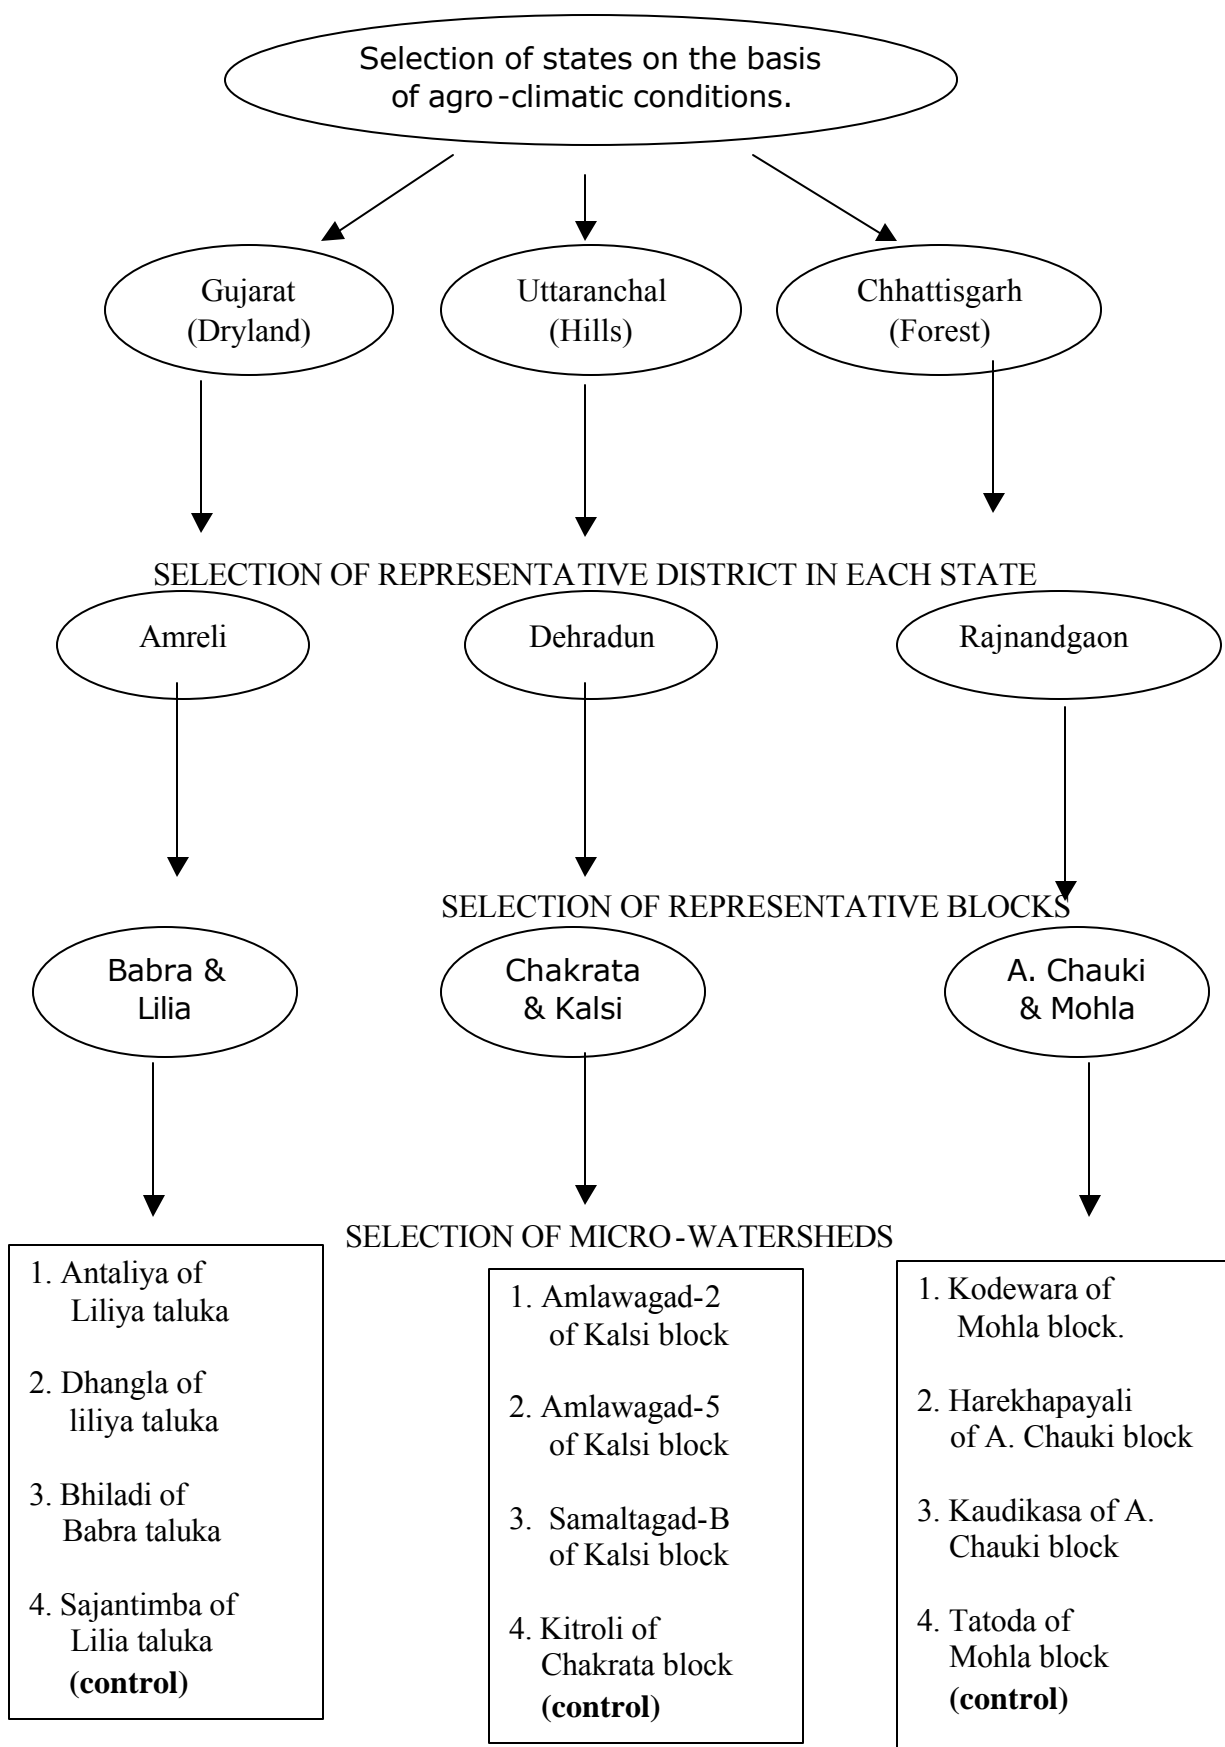 Selection of states on the basis
of agro-climatic conditions.
Gujarat
(Dryland)
Uttaranchal
(Hills)
Chhattisgarh
(Forest)
SELECTION OF REPRESENTATIVE DISTRICT IN EACH STATE
Amreli
Dehradun
Rajnandgaon
SELECTION OF REPRESENTATIVE BLOCKS
Babra &
Lilia
Chakrata
& Kalsi
A. Chauki
& Mohla
SELECTION OF MICRO-WATERSHEDS
1. Antaliya of
Liliya taluka
2. Dhangla of
liliya taluka
3. Bhiladi of
Babra taluka
4. Sajantimba of
Lilia taluka
(control)
1. Amlawagad-2
of Kalsi block
2. Amlawagad-5
of Kalsi block
3. Samaltagad-B
of Kalsi block
4. Kitroli of
Chakrata block
(control)
1. Kodewara of
Mohla block.
2. Harekhapayali
of A. Chauki block
3. Kaudikasa of A.
Chauki block
4. Tatoda of
Mohla block
(control)